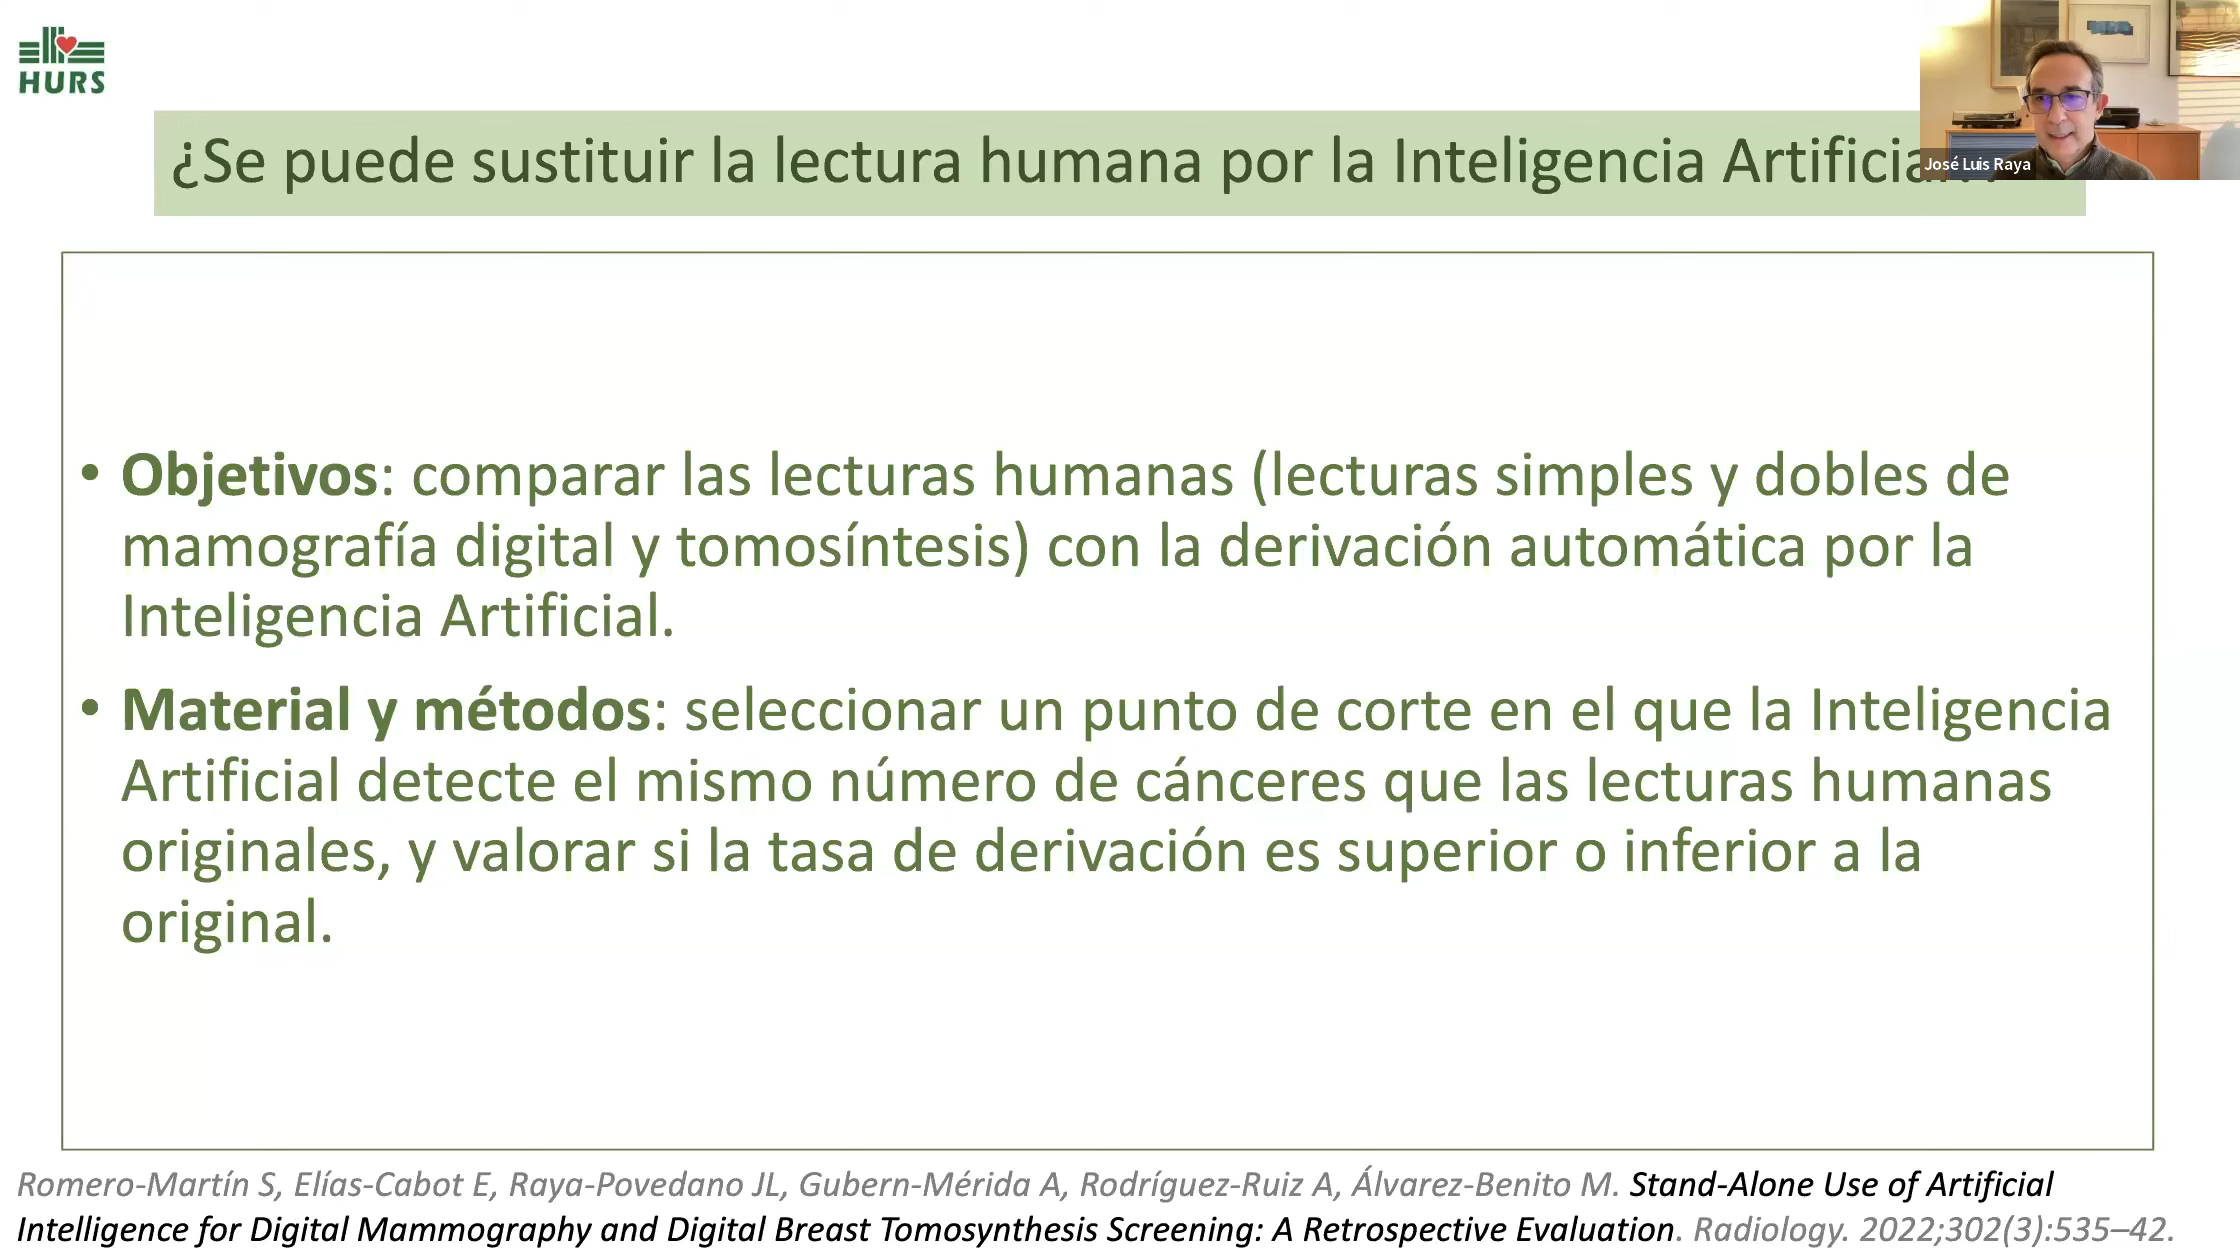 HURS
¿Se puede sustituir la lectura humana por la Inteligencia
José Luis Raya
• Objetivos: comparar las lecturas humanas (lecturas simples y dobles de
mamografía digital y tomosíntesis) con la derivación automática por la
Inteligencia Artificial.
• Material y métodos: seleccionar un punto de corte en el que la Inteligencia
Artificial detecte el mismo número de cánceres que las lecturas humanas
originales, y valorar si la tasa de derivación es superior o inferior a la
original.
Romero-Martín S, Elías-Cabot E, Raya-Povedano JL, Gubern-Mérida A, Rodríguez-Ruiz A, Álvarez-Benito M. Stand-Alone Use of Artificial
Intelligence for Digital Mammography and Digital Breast Tomosynthesis Screening: A Retrospective Evaluation. Radiology. 2022;302(3):535–42.